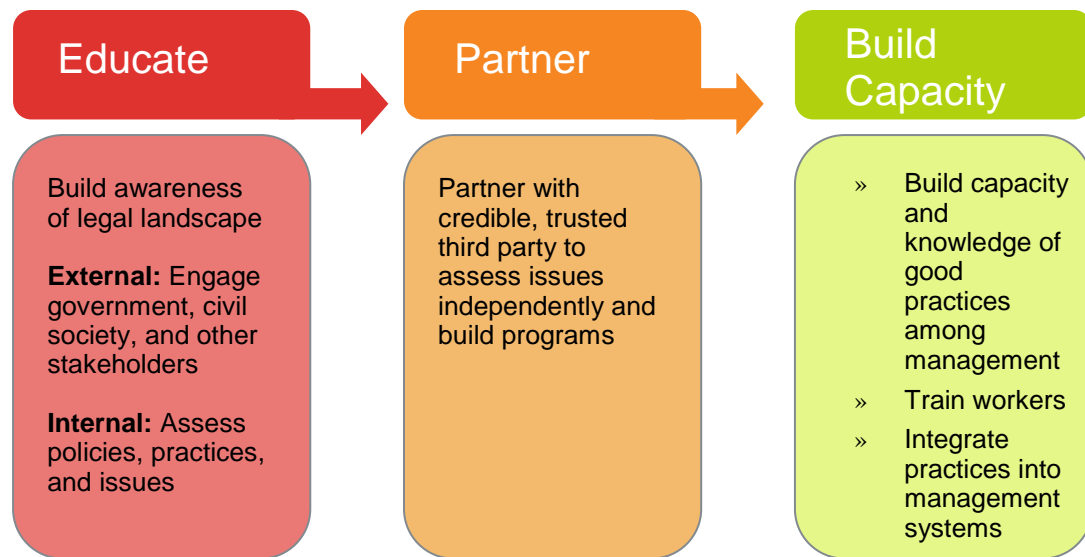 Educate
Build awareness
of legal landscape
External: Engage
government, civil
society, and other
stakeholders
Internal: Assess
policies, practices,
and issues
Partner
Partner with
credible, trusted
third party to
assess issues
independently and
build programs
Build
Capacity
» Build capacity
and
knowledge of
good
practices
among
management
» Train workers
» Integrate
practices into
management
systems